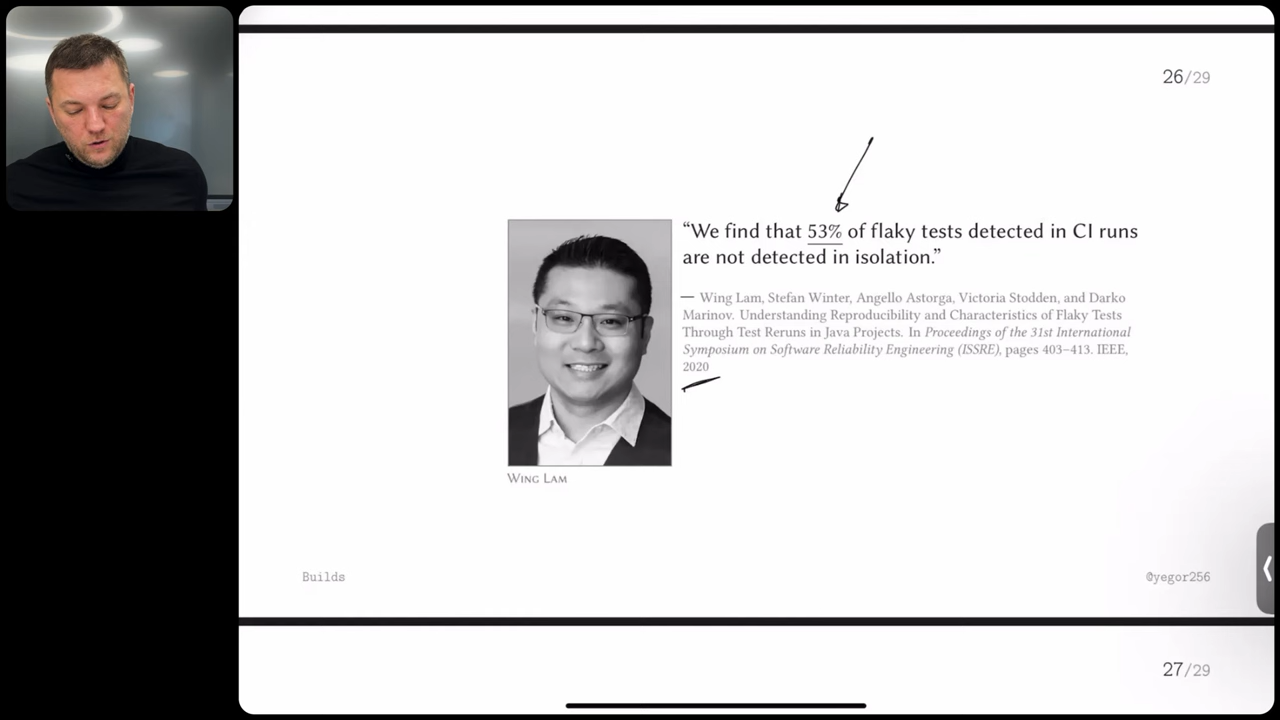 26/29
“We find that 53% of flaky tests detected in CI runs
are not detected in isolation.”
— Wing Lam, Stefan Winter, Angello Astorga, Victoria Stodden, and Darko
Marinov. Understanding Reproducibility and Characteristics of Flaky Tests
Through Test Reruns in Java Projects. In Proceedings of the 31st International
Symposium on Software Reliability Engineering (ISSRE), pages 403–413. IEEE,
2020
Wing Lam
Builds
@yegor256
27/29